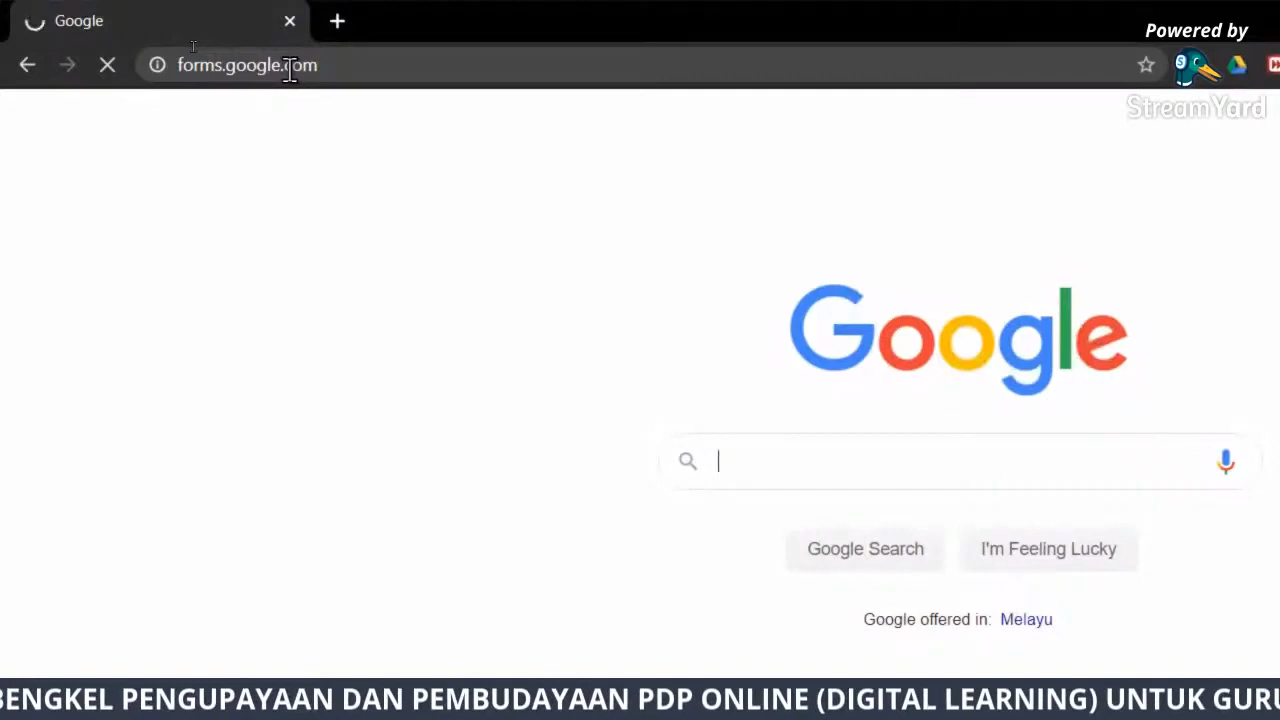 Google
Powered by
forms.google.com
StreamYard
Google
Google Search
I'm Feeling Lucky
Google offered in: Melayu
BENGKEL PENGUPAYAAN DAN PEMBUDAYAAN PDP ONLINE (DIGITAL LEARNING) UNTUK GURU